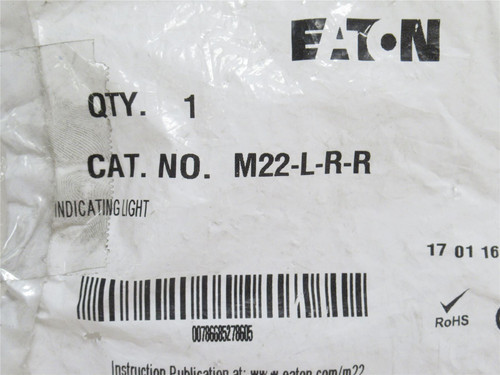 EATON
QTY. 1
CAT. NO. M22-L-R-R
INDICATING LIGHT
17 01 16
00786685278605
RoHS
Instruction Publication at: www.eaton.com/m22